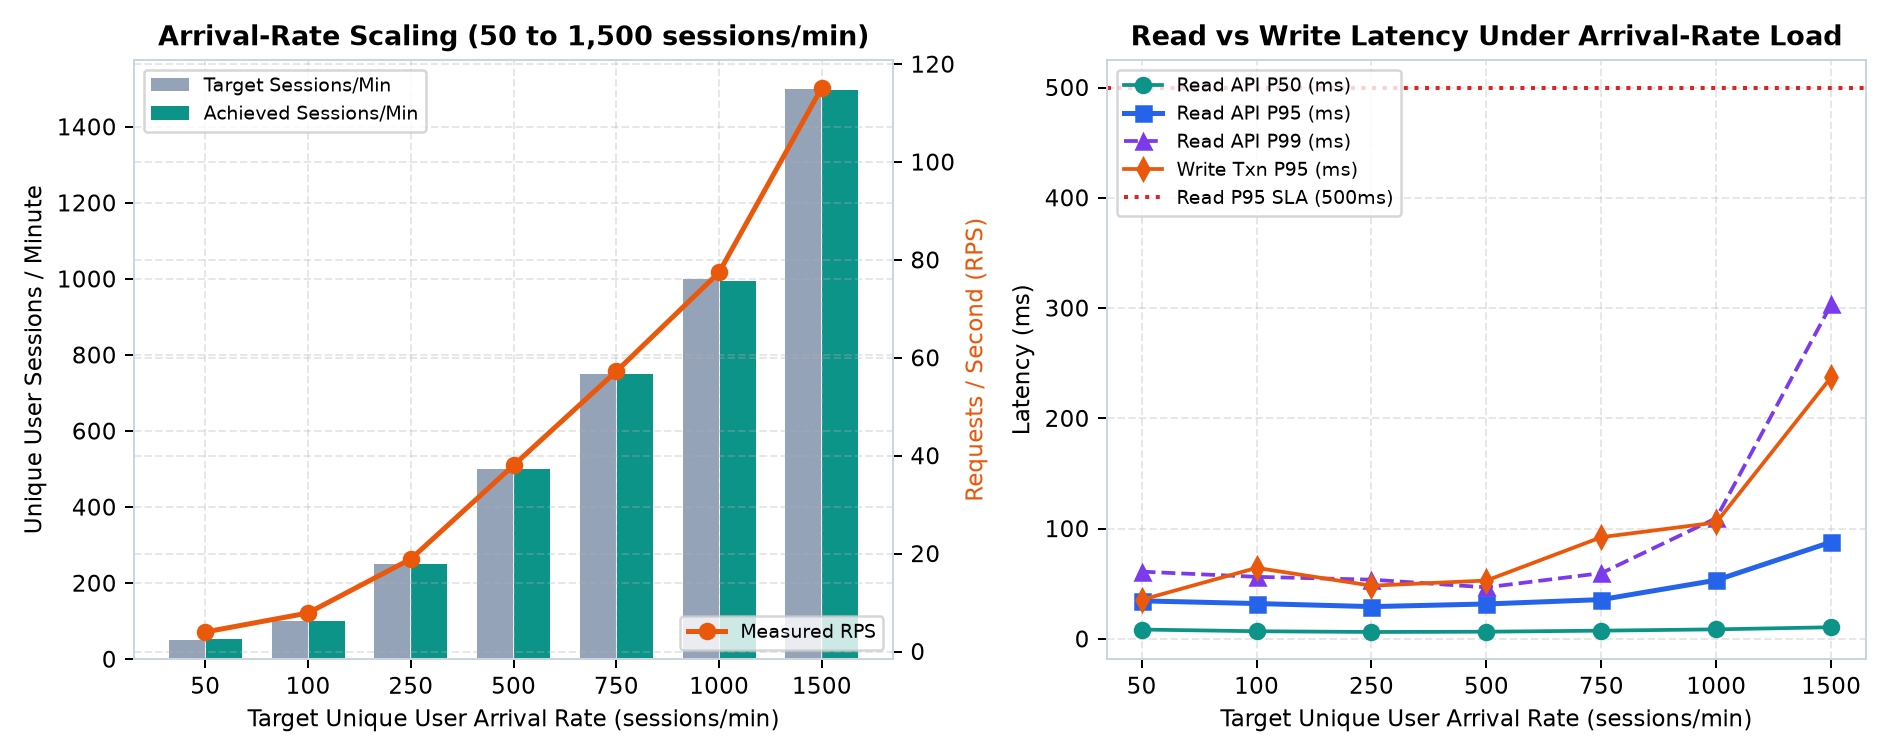 Arrival-Rate Scaling (50 to 1,500 sessions/min)
Target Sessions/Min
Achieved Sessions/Min
Measured RPS
Unique User Sessions / Minute
1400
1200
1000
800
600
400
200
0
120
100
80
60
40
20
0
Requests / Second (RPS)
50 100 250 500 750 1000 1500
Target Unique User Arrival Rate (sessions/min)
Read vs Write Latency Under Arrival-Rate Load
Read API P50 (ms)
Read API P95 (ms)
Read API P99 (ms)
Write Txn P95 (ms)
Read P95 SLA (500ms)
Latency (ms)
500
400
300
200
100
0
50 100 250 500 750 1000 1500
Target Unique User Arrival Rate (sessions/min)